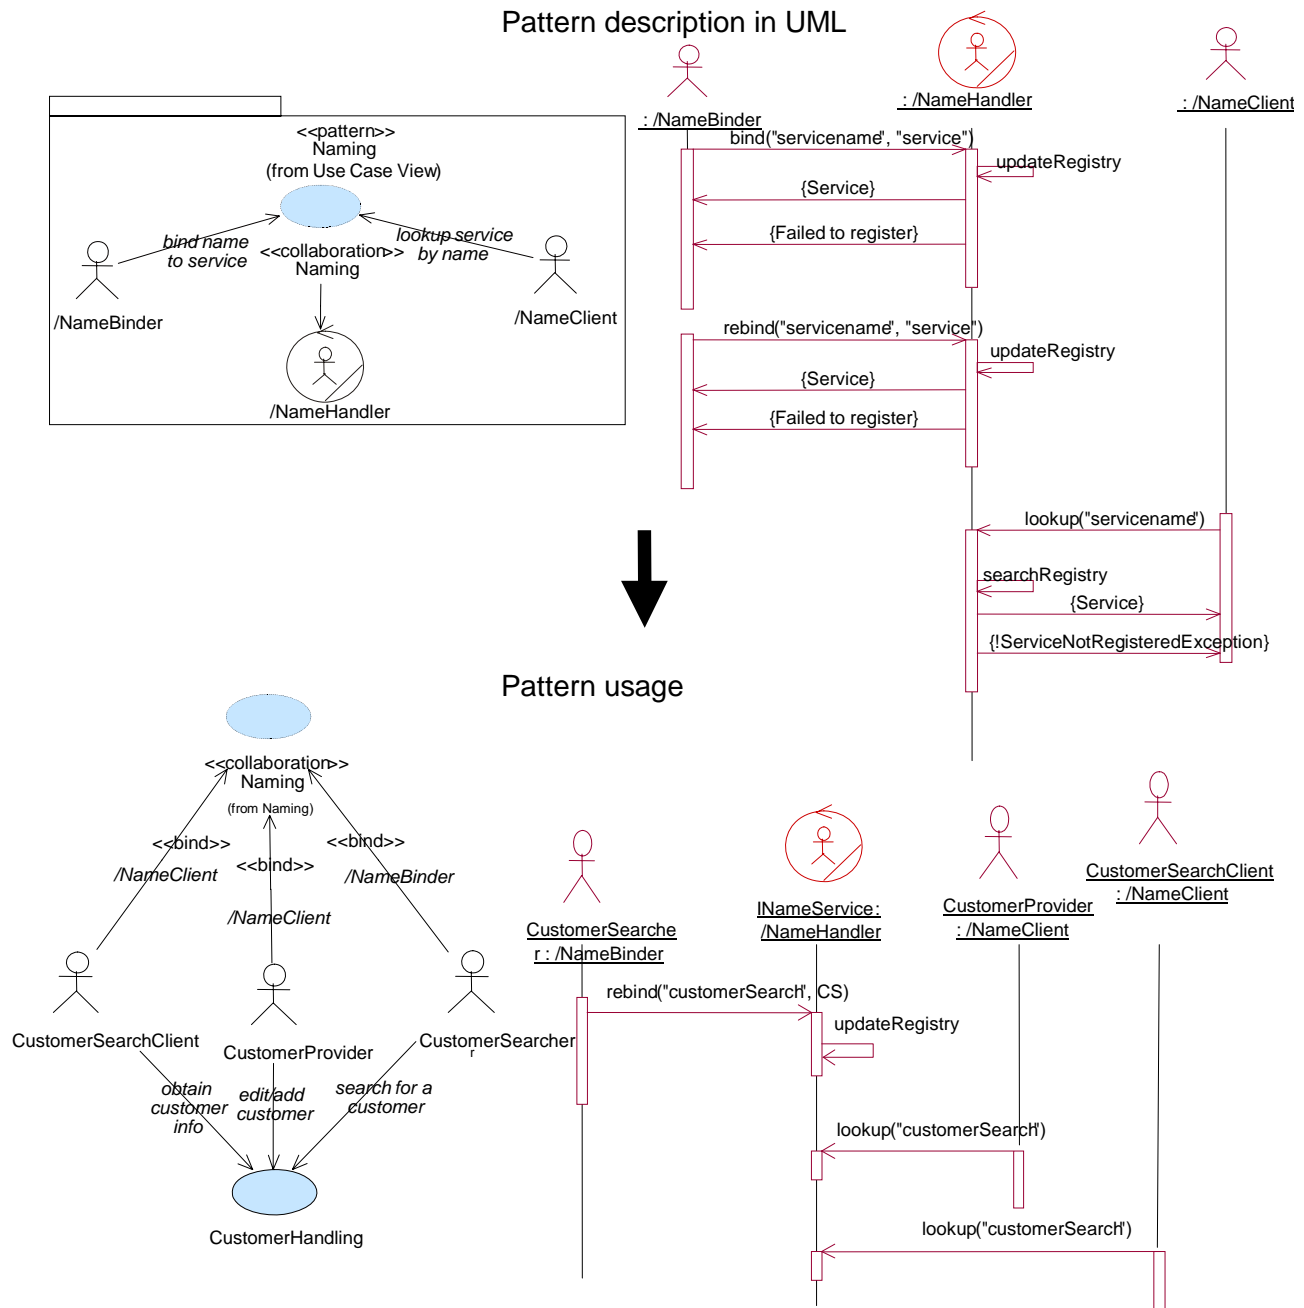 Pattern description in UML
<<pattern>>
Naming
(from Use Case View)
bind name
to service
lookup service
by name
<<collaboration>>
Naming
/NameBinder
/NameClient
/NameHandler
: /NameBinder
: /NameHandler
: /NameClient
bind("servicename", "service")
updateRegistry
{Service}
{Failed to register}
rebind("servicename", "service")
updateRegistry
{Service}
{Failed to register}
lookup("servicename")
searchRegistry
{Service}
{!ServiceNotRegisteredException}
Pattern usage
<<collaboration>>
Naming
(from Naming)
<<bind>>
/NameClient
<<bind>>
/NameClient
<<bind>>
/NameBinder
CustomerSearchClient
CustomerProvider
CustomerSearcher
r
obtain
customer
info
edit/add
customer
search for a
customer
CustomerHandling
CustomerSearche
r : /NameBinder
INameService:
/NameHandler
CustomerProvider
: /NameClient
CustomerSearchClient
: /NameClient
rebind("customerSearch", CS)
updateRegistry
lookup("customerSearch")
lookup("customerSearch")